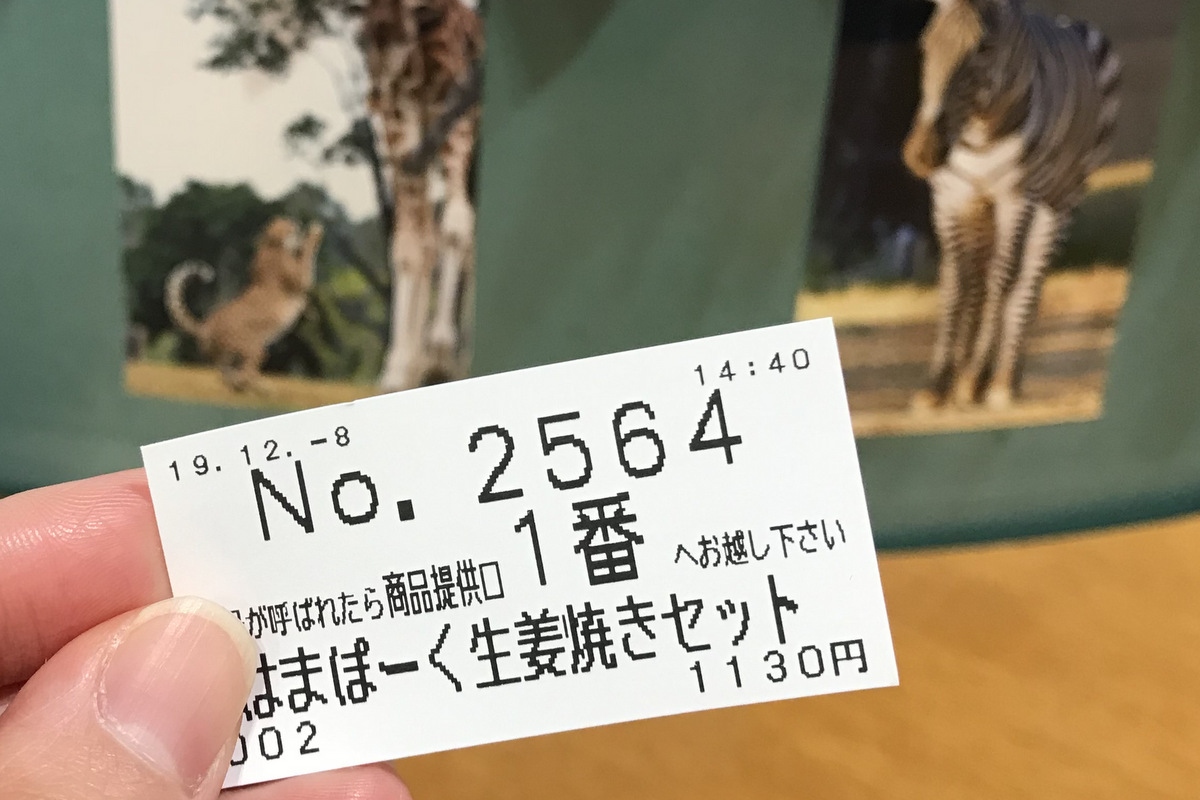 19.12.-8 14:40
No. 2564
が呼ばれたら商品提供口 1番 へお越し下さい
はまぽーく生姜焼きセット
1130円
002